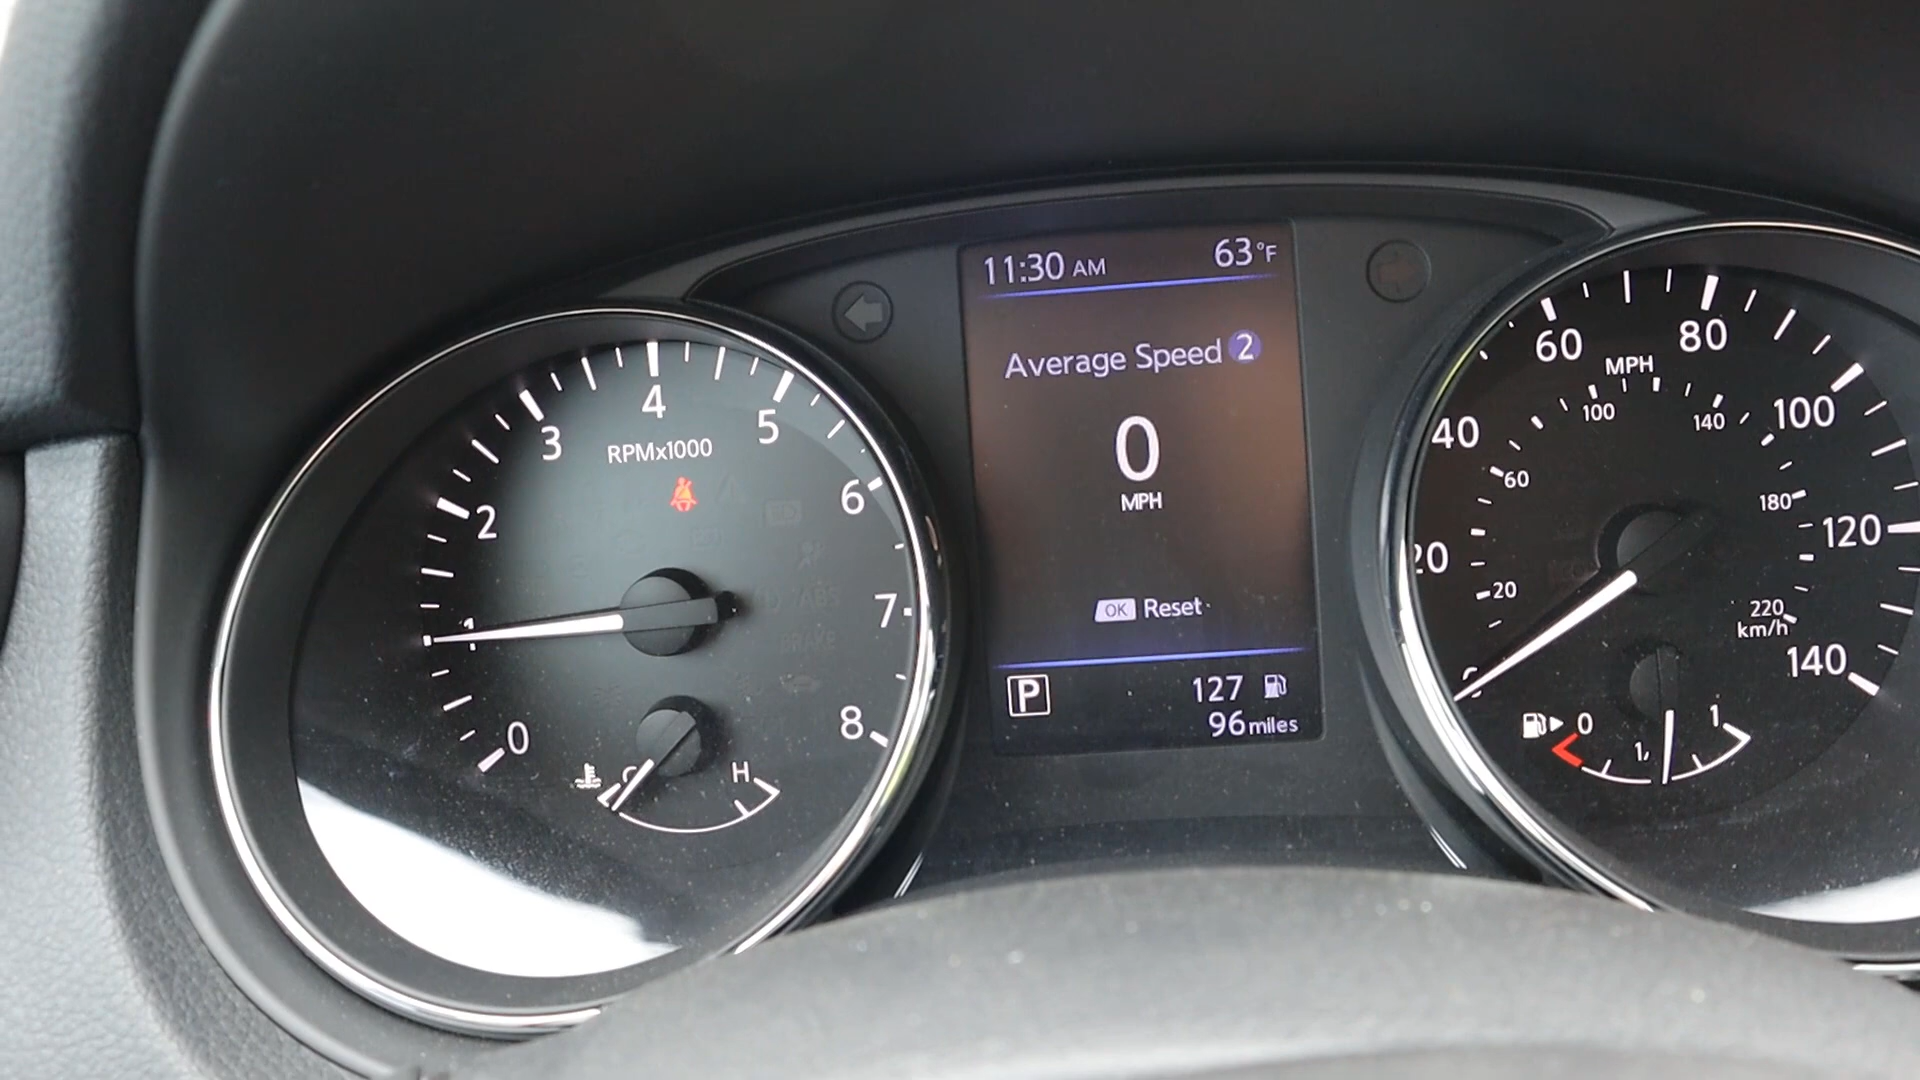 11:30 AM 63°F
Average Speed 2
0
MPH
OK Reset
P 127
96 miles
0 1 2 3 4 5 6 7 8
RPMx1000
C H
20 40 60 80 100 120 140
MPH
20 60 100 140 180 220
km/h
0 1